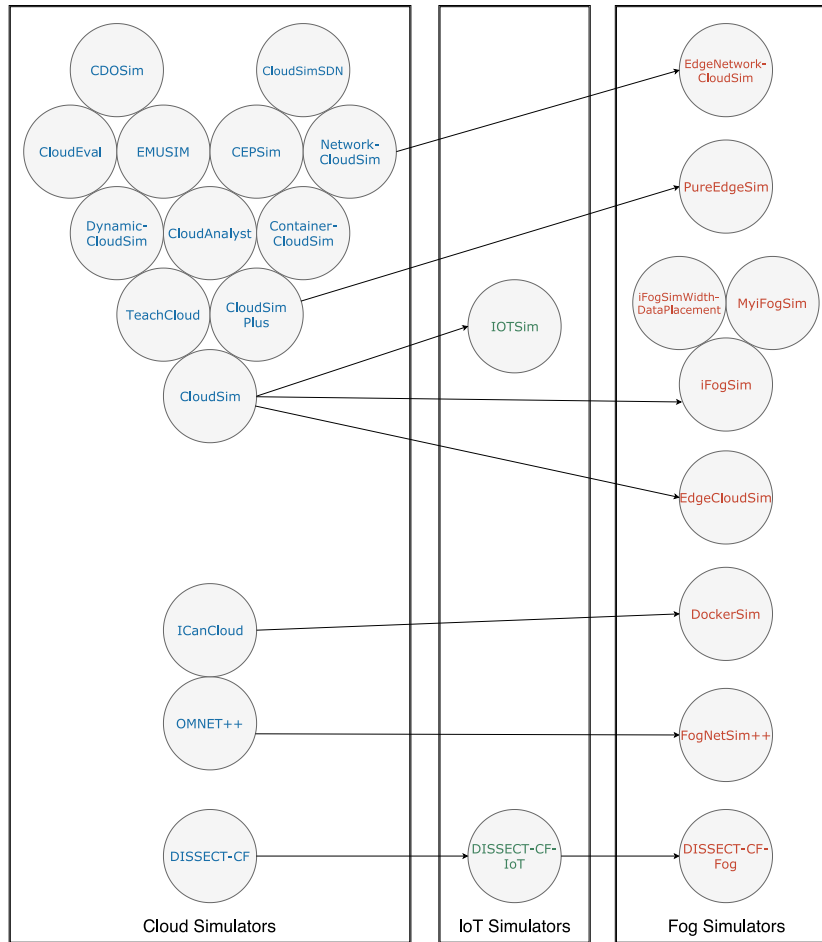 CDOSim
CloudSimSDN
CloudEval
EMUSIM
CEPSim
Network-
CloudSim
Dynamic-
CloudSim
CloudAnalyst
Container-
CloudSim
TeachCloud
CloudSim
Plus
CloudSim
ICanCloud
OMNET++
DISSECT-CF
Cloud Simulators
IOTSim
DISSECT-CF-
IoT
IoT Simulators
EdgeNetwork-
CloudSim
PureEdgeSim
iFogSimWidth-
DataPlacement
MyiFogSim
iFogSim
EdgeCloudSim
DockerSim
FogNetSim++
DISSECT-CF-
Fog
Fog Simulators